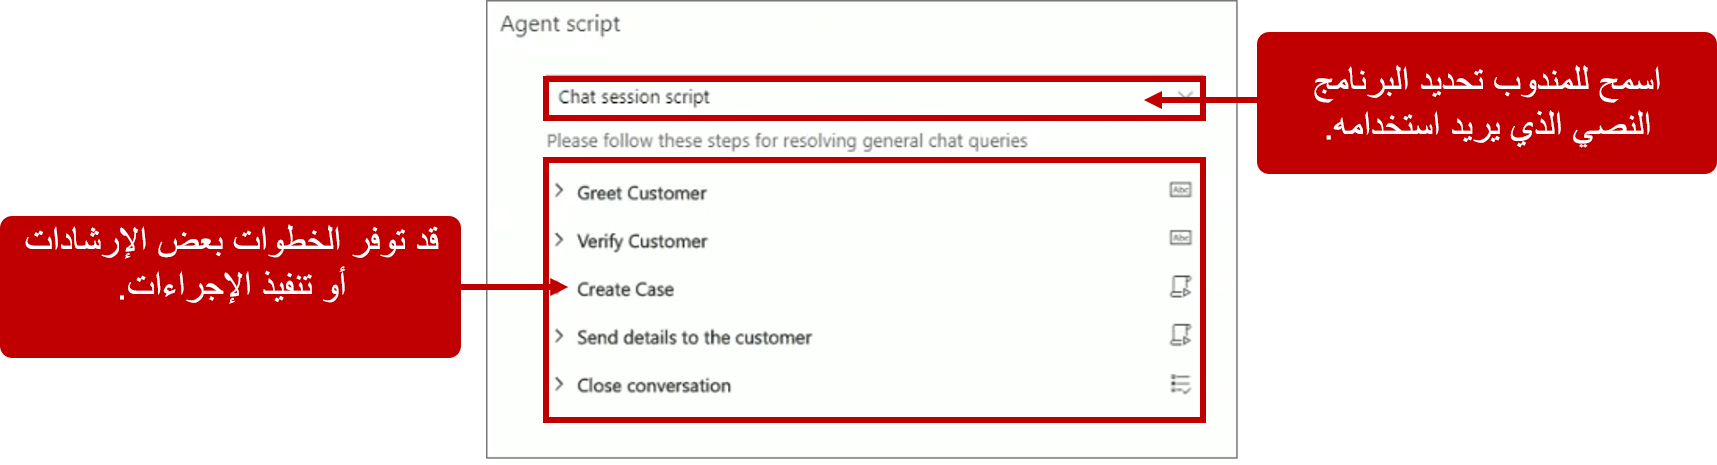 Agent script
Chat session script
Please follow these steps for resolving general chat queries
Greet Customer
Abc
Verify Customer
Abc
Create Case
Send details to the customer
Close conversation
اسمح للمندوب تحديد البرنامج
النصي الذي يريد استخدامه.
قد توفر الخطوات بعض الإرشادات
أو تنفيذ الإجراءات.